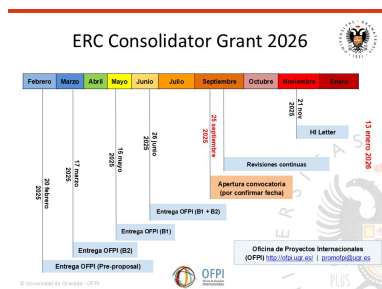 ERC Consolidator Grant 2026
Febrero Marzo Abril Mayo Junio Julio Septiembre Octubre Noviembre Enero
20 febrero 2025
17 marzo 2025
15 mayo 2025
26 junio 2025
25 septiembre 2025
21 nov 2025
13 enero 2026
HI Letter
Revisiones continuas
Apertura convocatoria
(por confirmar fecha)
Entrega OFPI (B1 + B2)
Entrega OFPI (B1)
Entrega OFPI (B2)
Entrega OFPI (Pre-proposal)
Oficina de Proyectos Internacionales
(OFPI) http://ofpi.ugr.es/ | promofpi@ugr.es
OFPI
© Universidad de Granada - OFPI
PLUS